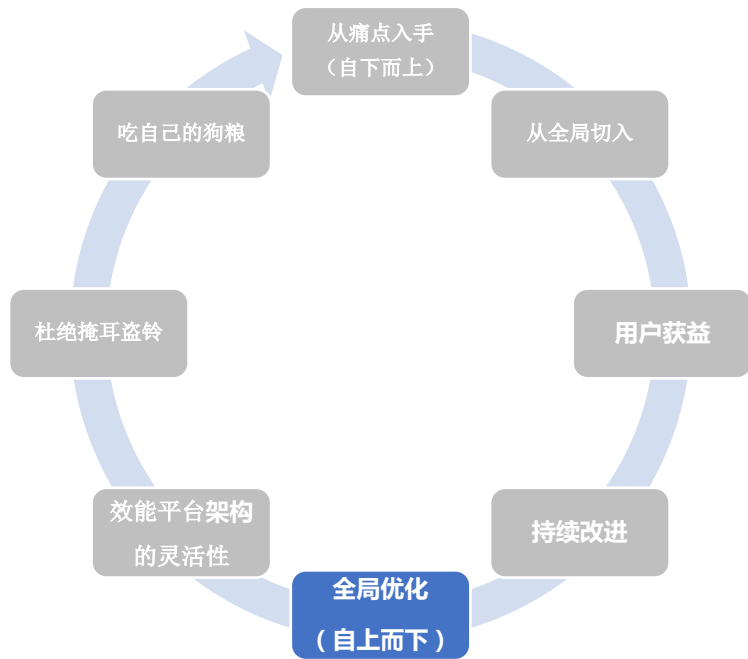 从痛点入手
（自下而上）
从全局切入
用户获益
持续改进
全局优化
（自上而下）
效能平台架构
的灵活性
杜绝掩耳盗铃
吃自己的狗粮